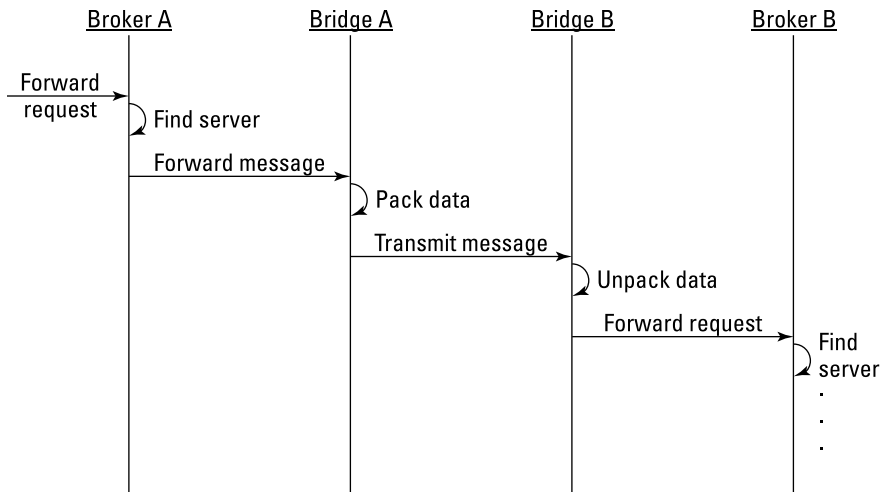 Broker A
Bridge A
Bridge B
Broker B
Forward
request
Find server
Forward message
Pack data
Transmit message
Unpack data
Forward request
Find
server
.
.
.